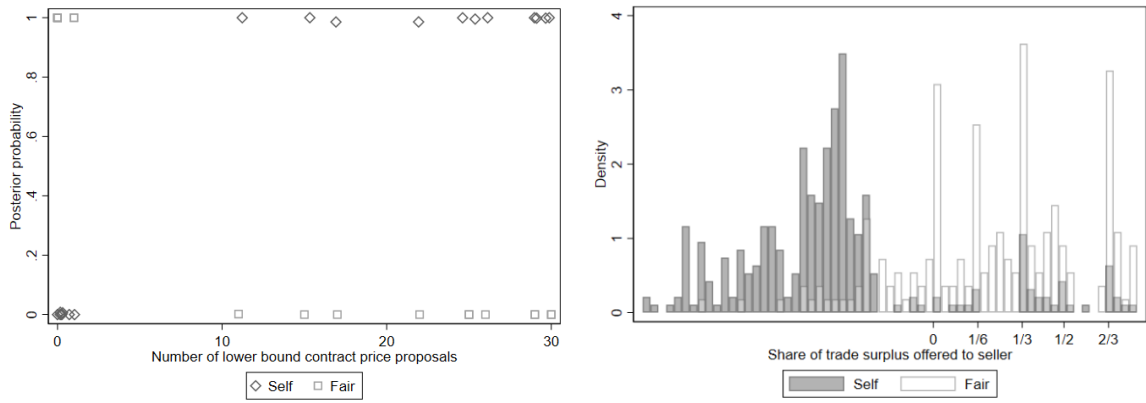 1
.8
.6
.4
.2
0
Posterior probability
0
10
20
30
Number of lower bound contract price proposals
Self
Fair
4
3
2
1
0
Density
0
1/6
1/3
1/2
2/3
Share of trade surplus offered to seller
Self
Fair